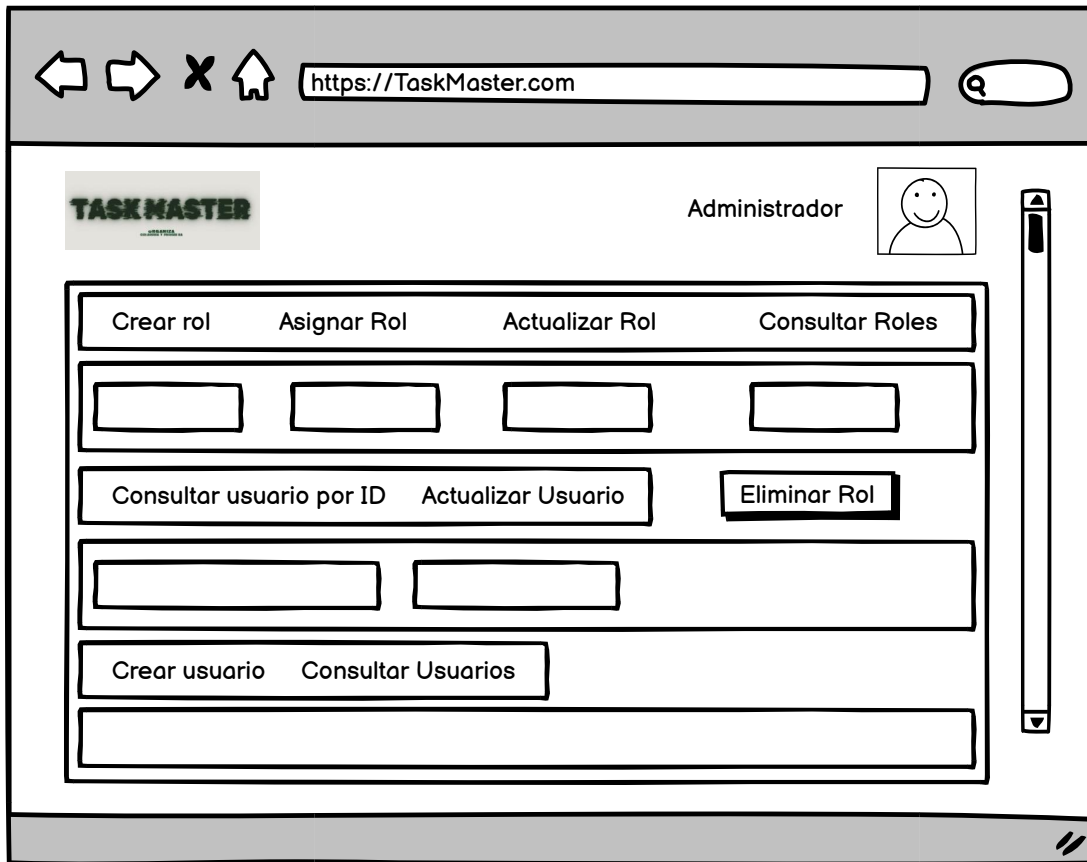 https://TaskMaster.com
TASK MASTER
ORGANIZA
Administrador
Crear rol Asignar Rol Actualizar Rol Consultar Roles
Consultar usuario por ID Actualizar Usuario Eliminar Rol
Crear usuario Consultar Usuarios